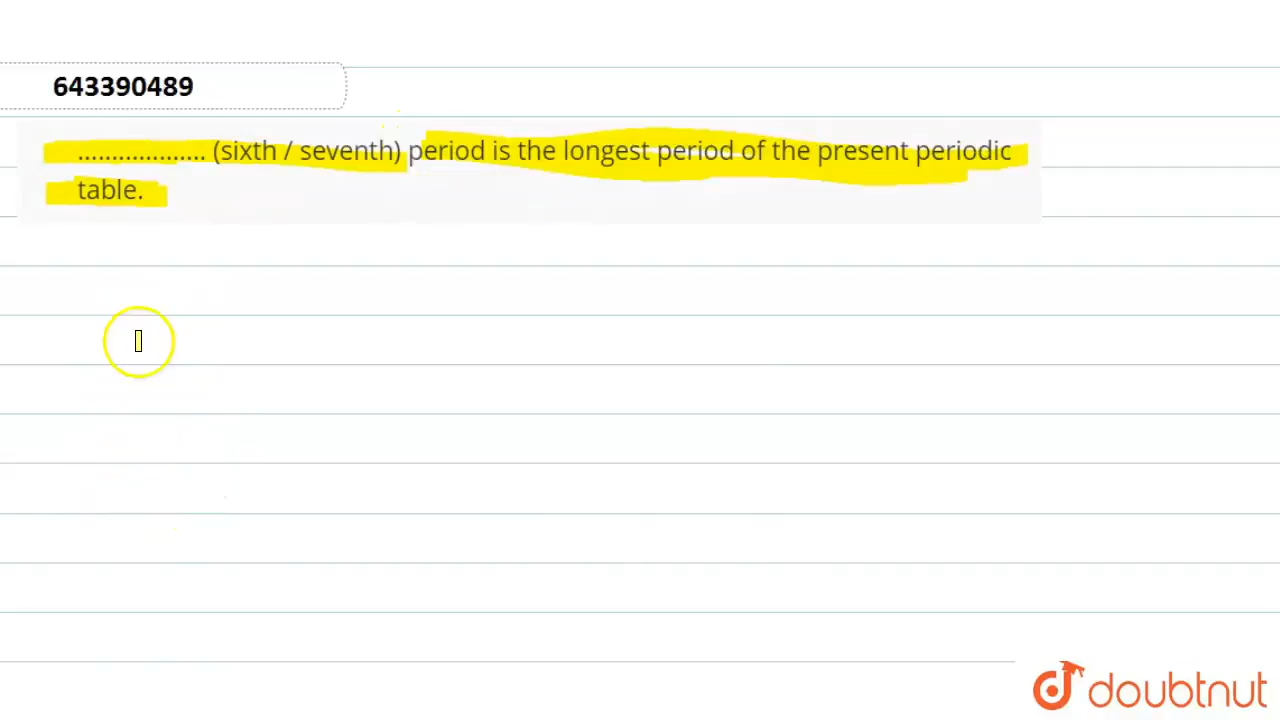 643390489
................... (sixth / seventh) period is the longest period of the present periodic
table.
doubtnut